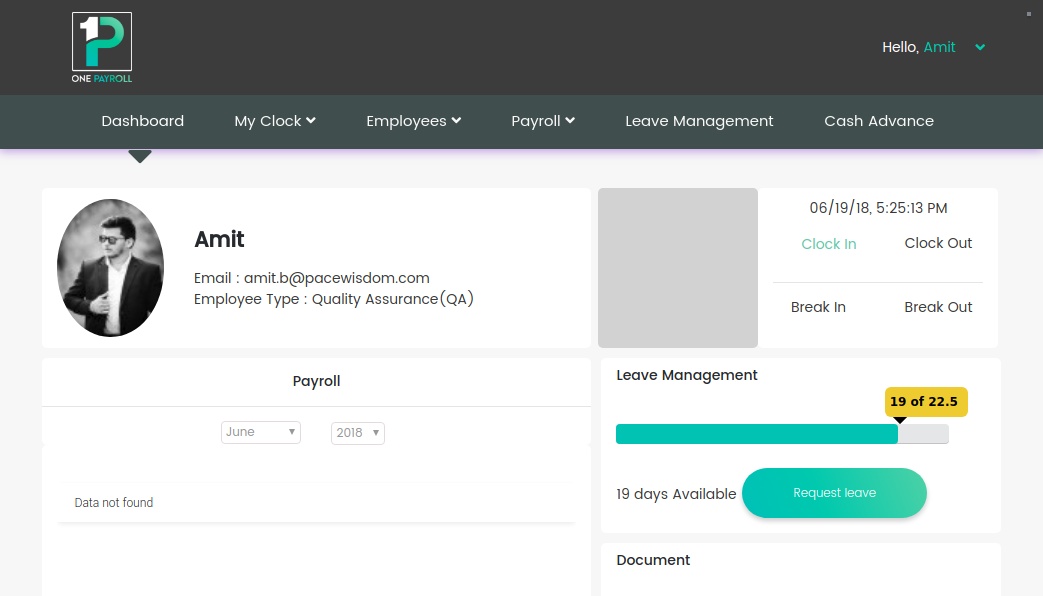 1P
ONE PAYROLL
Hello, Amit
Dashboard My Clock Employees Payroll Leave Management Cash Advance
Amit
Email : amit.b@pacewisdom.com
Employee Type : Quality Assurance(QA)
06/19/18, 5:25:13 PM
Clock In Clock Out
Break In Break Out
Payroll
June 2018
Data not found
Leave Management
19 of 22.5
19 days Available Request leave
Document